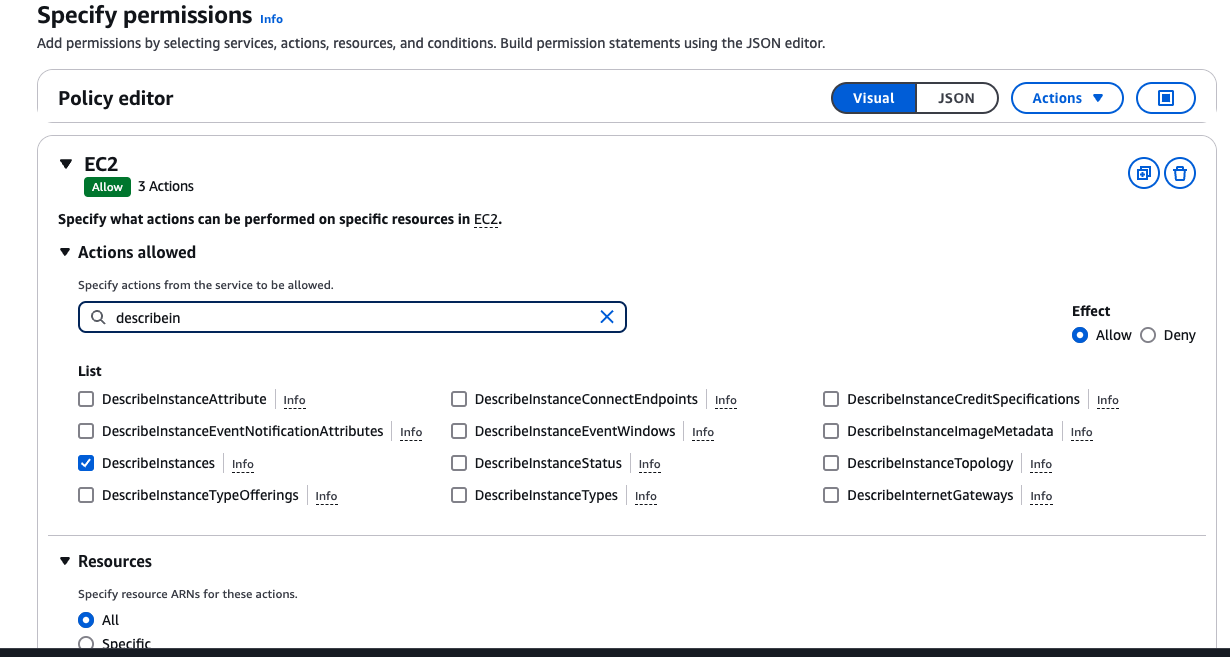 Specify permissions Info
Add permissions by selecting services, actions, resources, and conditions. Build permission statements using the JSON editor.
Policy editor
Visual JSON Actions
EC2
Allow 3 Actions
Specify what actions can be performed on specific resources in EC2.
Actions allowed
Specify actions from the service to be allowed.
describein
Effect
Allow Deny
List
DescribeInstanceAttribute Info DescribeInstanceConnectEndpoints Info DescribeInstanceCreditSpecifications Info
DescribeInstanceEventNotificationAttributes Info DescribeInstanceEventWindows Info DescribeInstanceImageMetadata Info
DescribeInstances Info DescribeInstanceStatus Info DescribeInstanceTopology Info
DescribeInstanceTypeOfferings Info DescribeInstanceTypes Info DescribeInternetGateways Info
Resources
Specify resource ARNs for these actions.
All
Specific